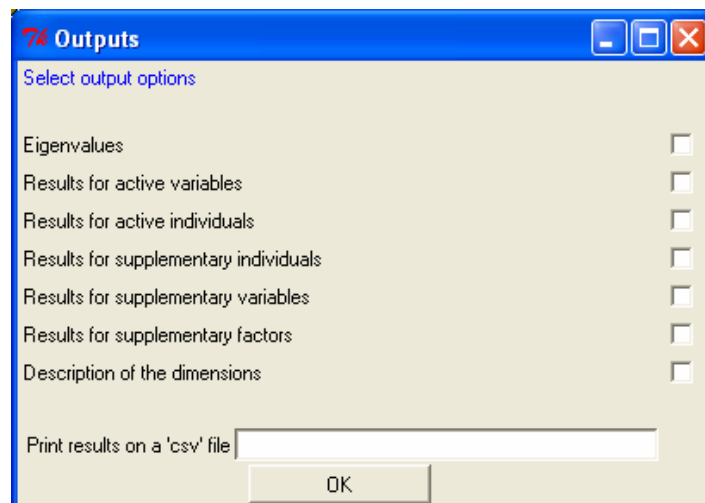 Outputs
Select output options
Eigenvalues
Results for active variables
Results for active individuals
Results for supplementary individuals
Results for supplementary variables
Results for supplementary factors
Description of the dimensions
Print results on a 'csv' file
OK